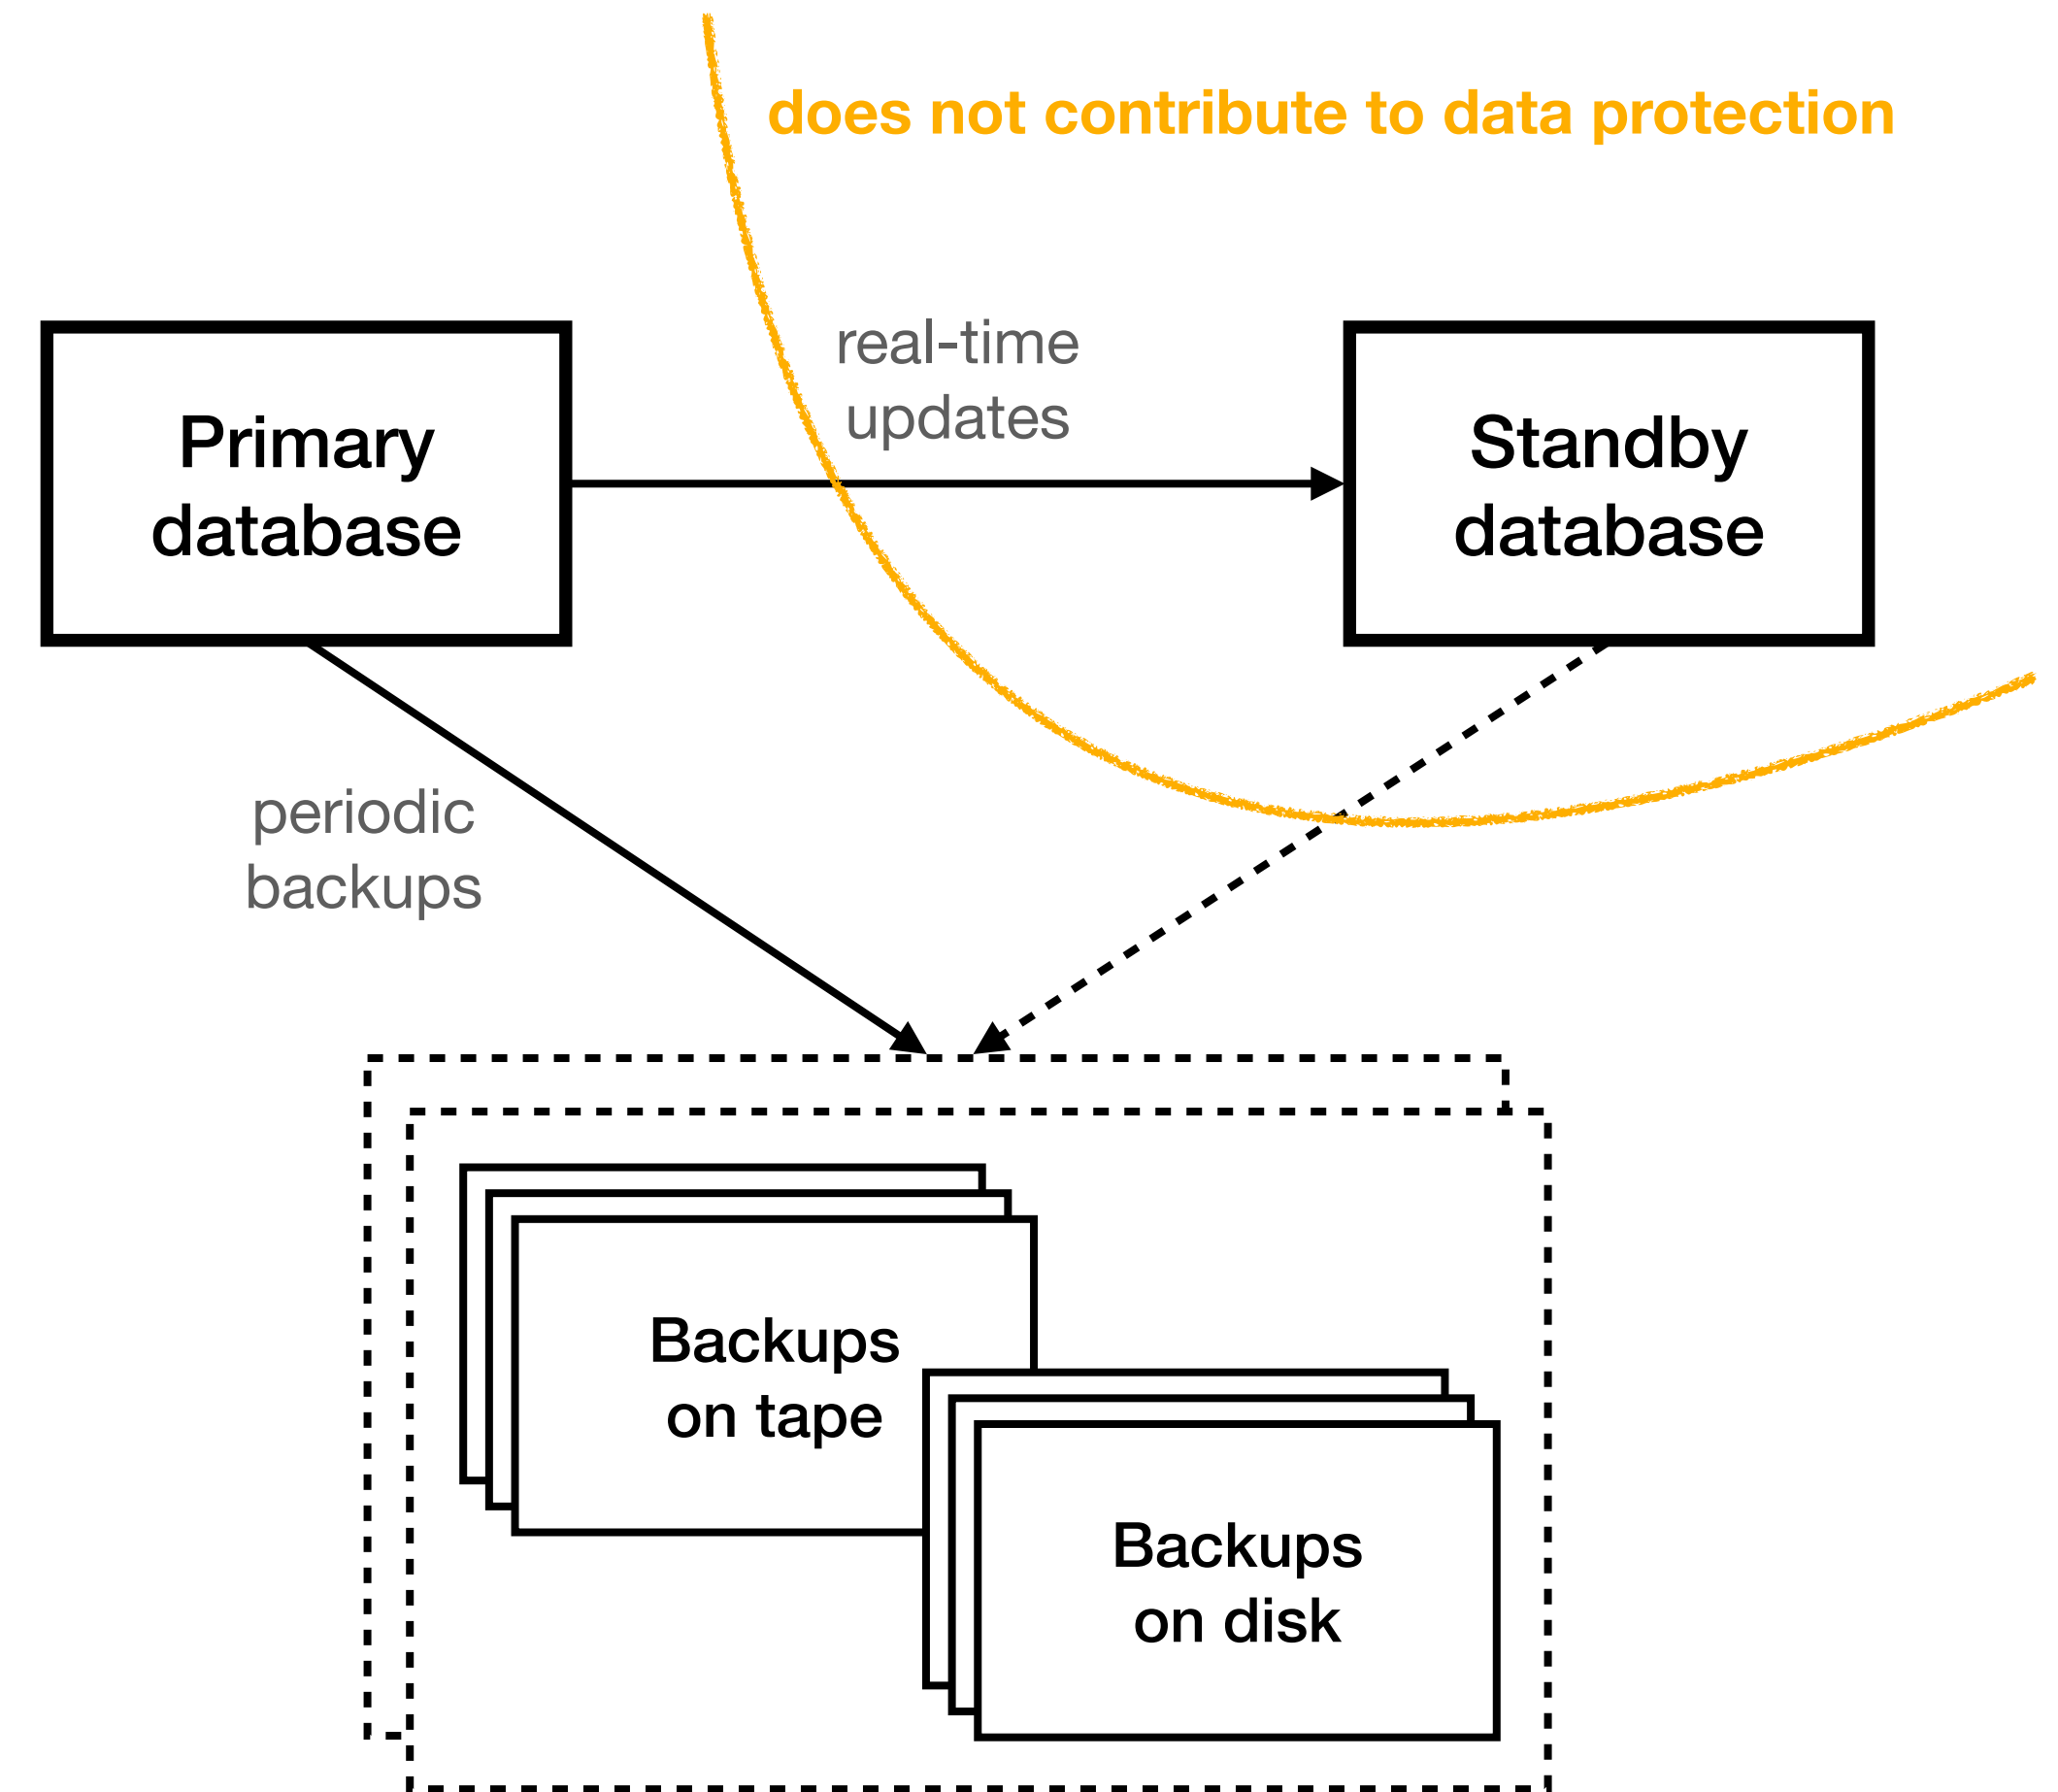 does not contribute to data protection
real-time
updates
Primary
database
Standby
database
periodic
backups
Backups
on tape
Backups
on disk